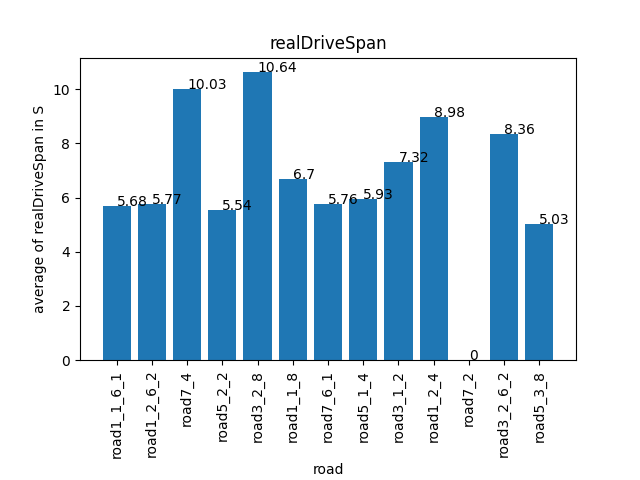 realDriveSpan
average of realDriveSpan in S
10
8
6
4
2
0
5.68
5.77
10.03
5.54
10.64
6.7
5.76
5.93
7.32
8.98
0
8.36
5.03
road1_1_6_1
road1_2_6_2
road7_4
road5_2_2
road3_2_8
road1_1_8
road7_6_1
road5_1_4
road3_1_2
road1_2_4
road7_2
road3_2_6_2
road5_3_8
road